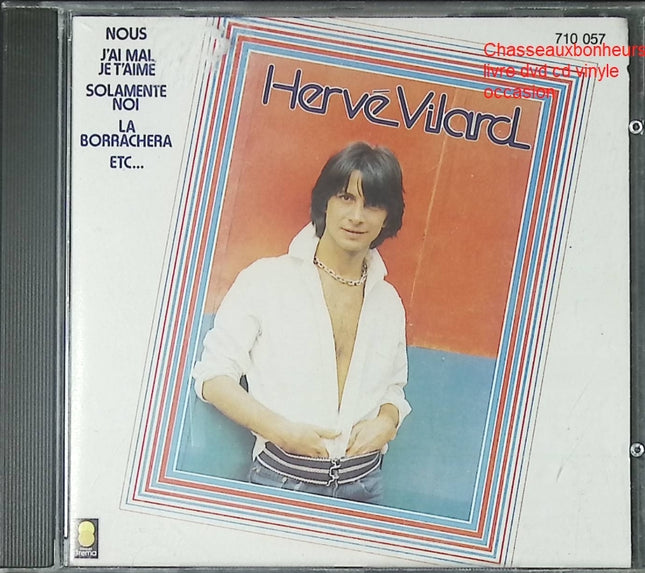 NOUS
J'AI MAL
JE T'AIME
SOLAMENTE
NOI
LA
BORRACHERA
ETC...
710 057
Chasseauxbonheurs
livre dvd cd vinyle
occasion
Hervé Vilard
trema